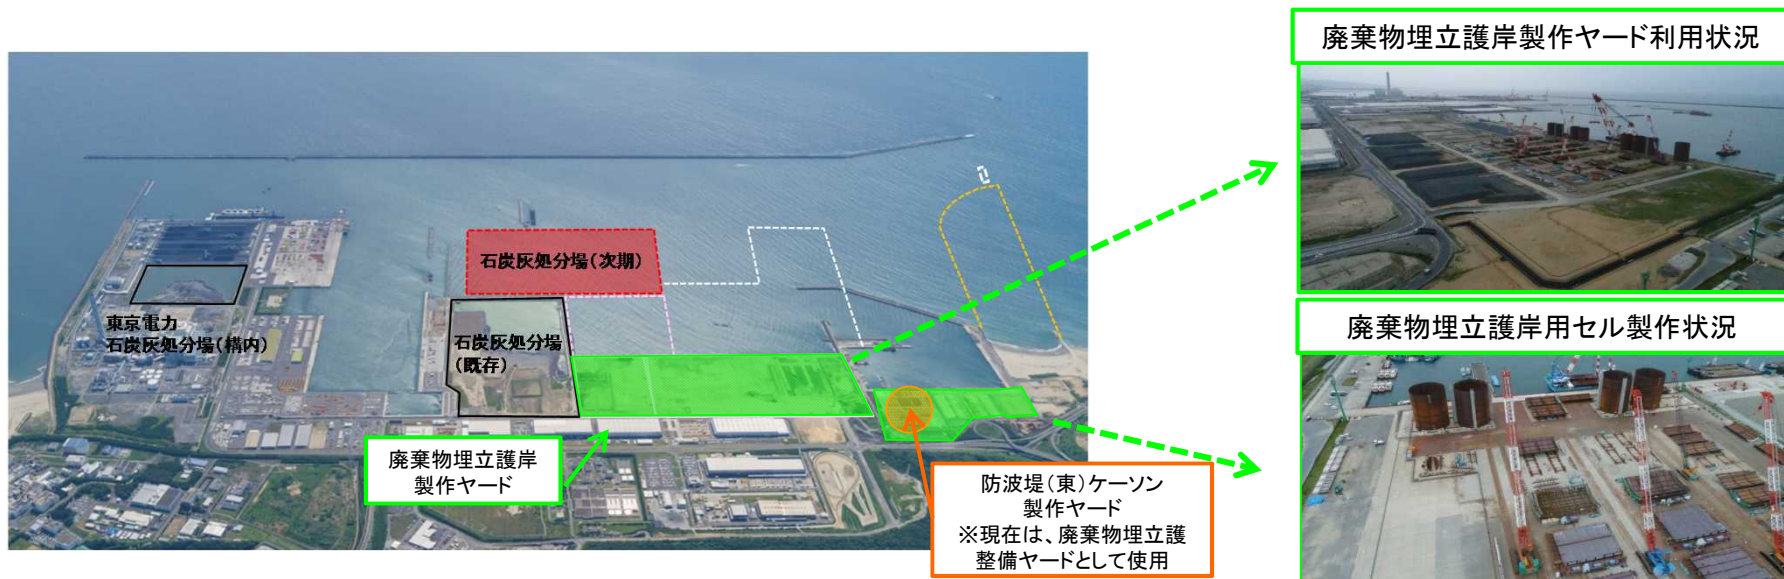 廃棄物埋立護岸製作ヤード利用状況
石炭灰処分場(次期)
東京電力
石炭灰処分場(構内)
石炭灰処分場
(既存)
廃棄物埋立護岸用セル製作状況
廃棄物埋立護岸
製作ヤード
防波堤(東)ケーソン
製作ヤード
※現在は、廃棄物埋立護
整備ヤードとして使用